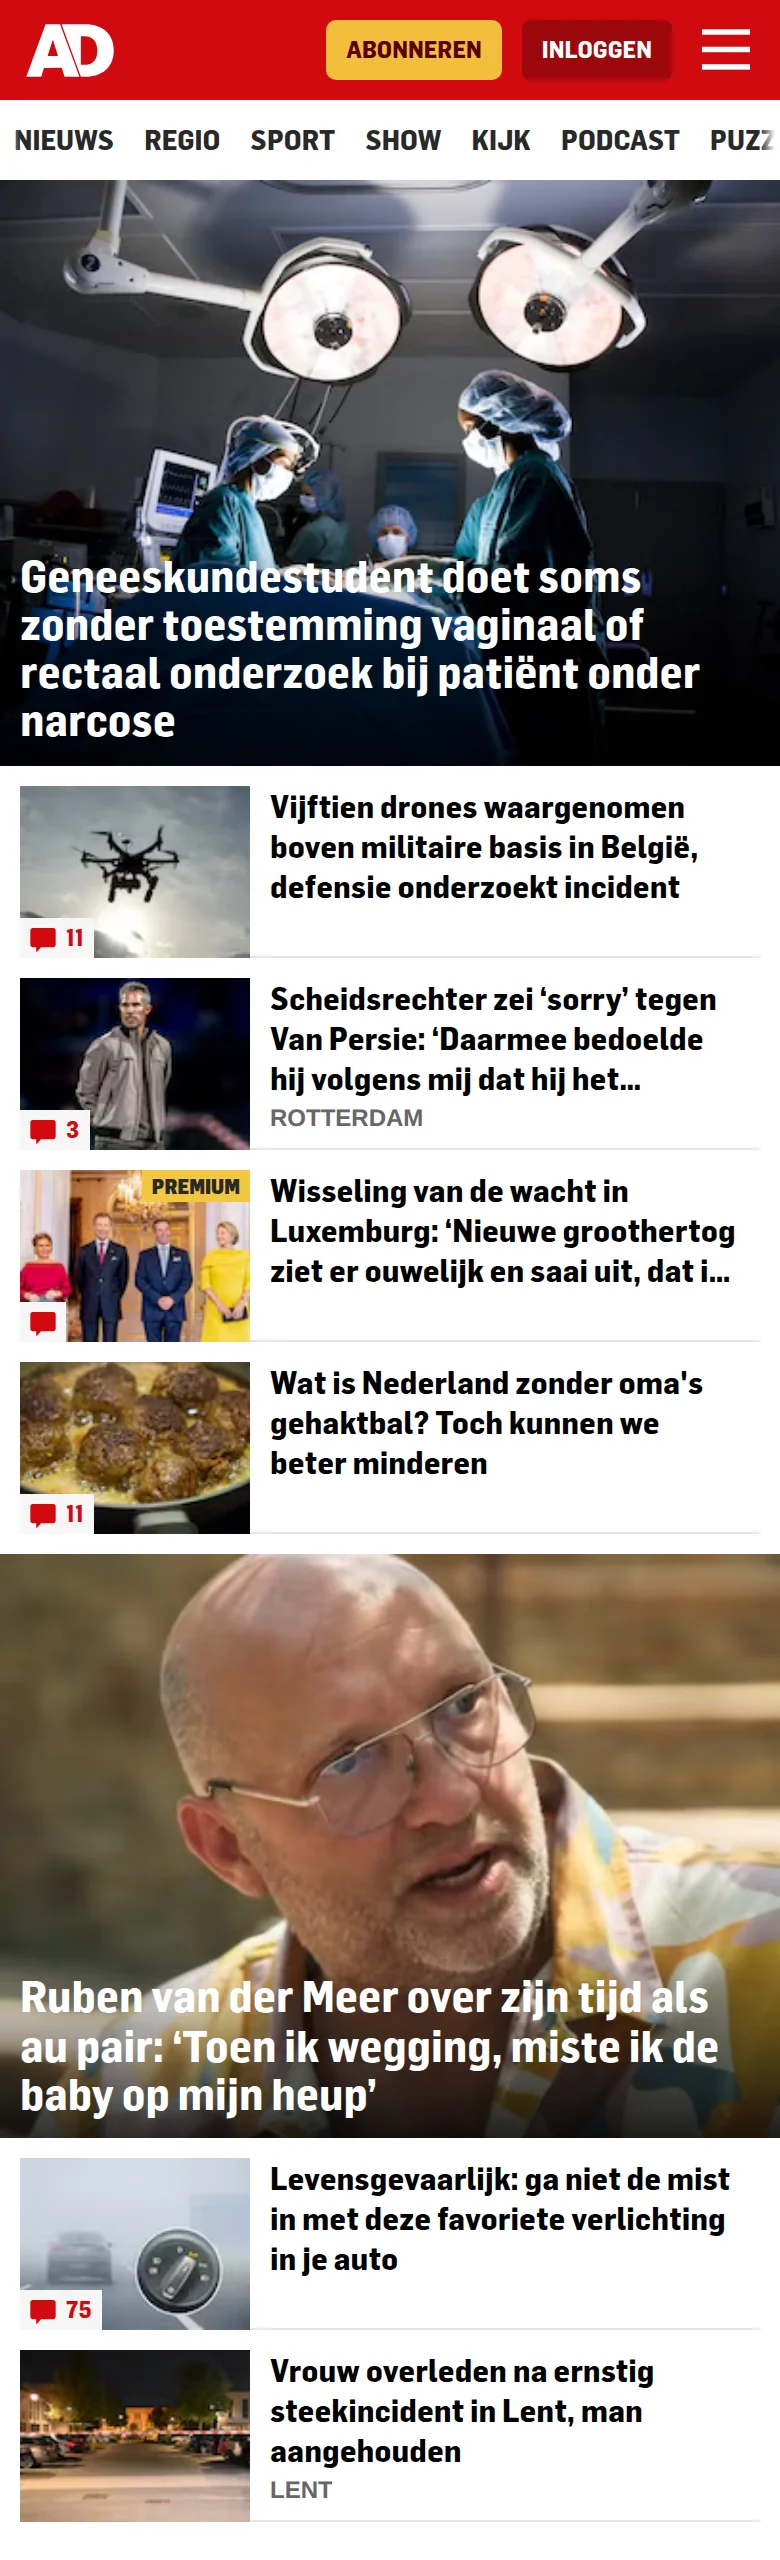 AD
ABONNEREN
INLOGGEN
NIEUWS REGIO SPORT SHOW KIJK PODCAST PUZZ
Geneeskundestudent doet soms
zonder toestemming vaginaal of
rectaal onderzoek bij patiënt onder
narcose
Vijftien drones waargenomen
boven militaire basis in België,
defensie onderzoekt incident
11
Scheidsrechter zei ‘sorry’ tegen
Van Persie: ‘Daarmee bedoelde
hij volgens mij dat hij het...
ROTTERDAM
3
PREMIUM
Wisseling van de wacht in
Luxemburg: ‘Nieuwe groothertog
ziet er ouwelijk en saai uit, dat i...
Wat is Nederland zonder oma's
gehaktbal? Toch kunnen we
beter minderen
11
Ruben van der Meer over zijn tijd als
au pair: ‘Toen ik wegging, miste ik de
baby op mijn heup’
Levensgevaarlijk: ga niet de mist
in met deze favoriete verlichting
in je auto
75
Vrouw overleden na ernstig
steekincident in Lent, man
aangehouden
LENT